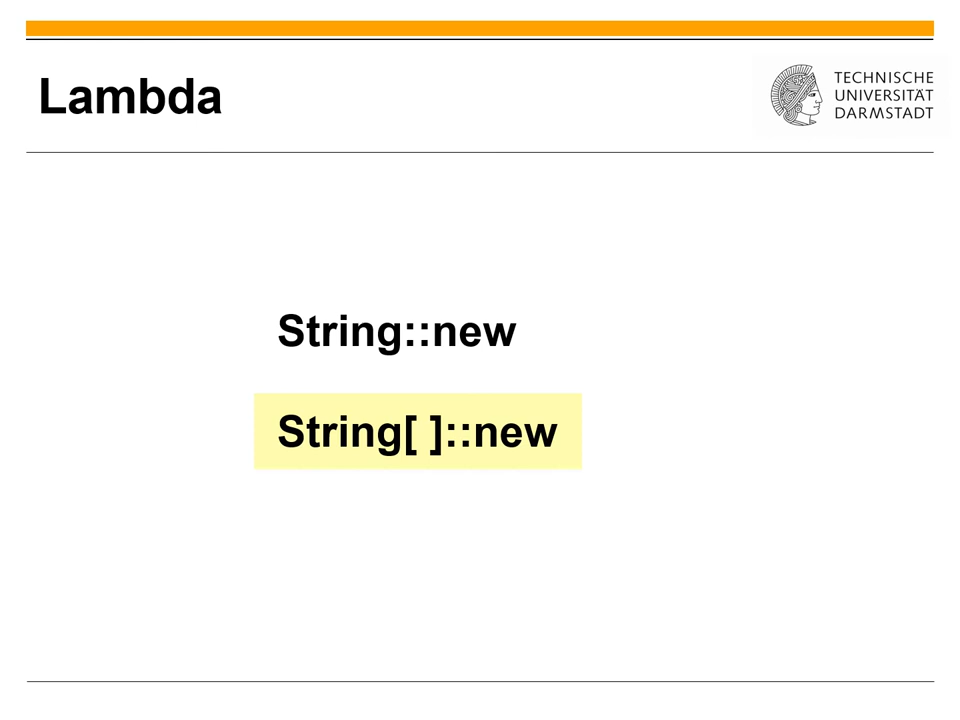 Lambda
TECHNISCHE
UNIVERSITÄT
DARMSTADT
String::new
String[ ]::new